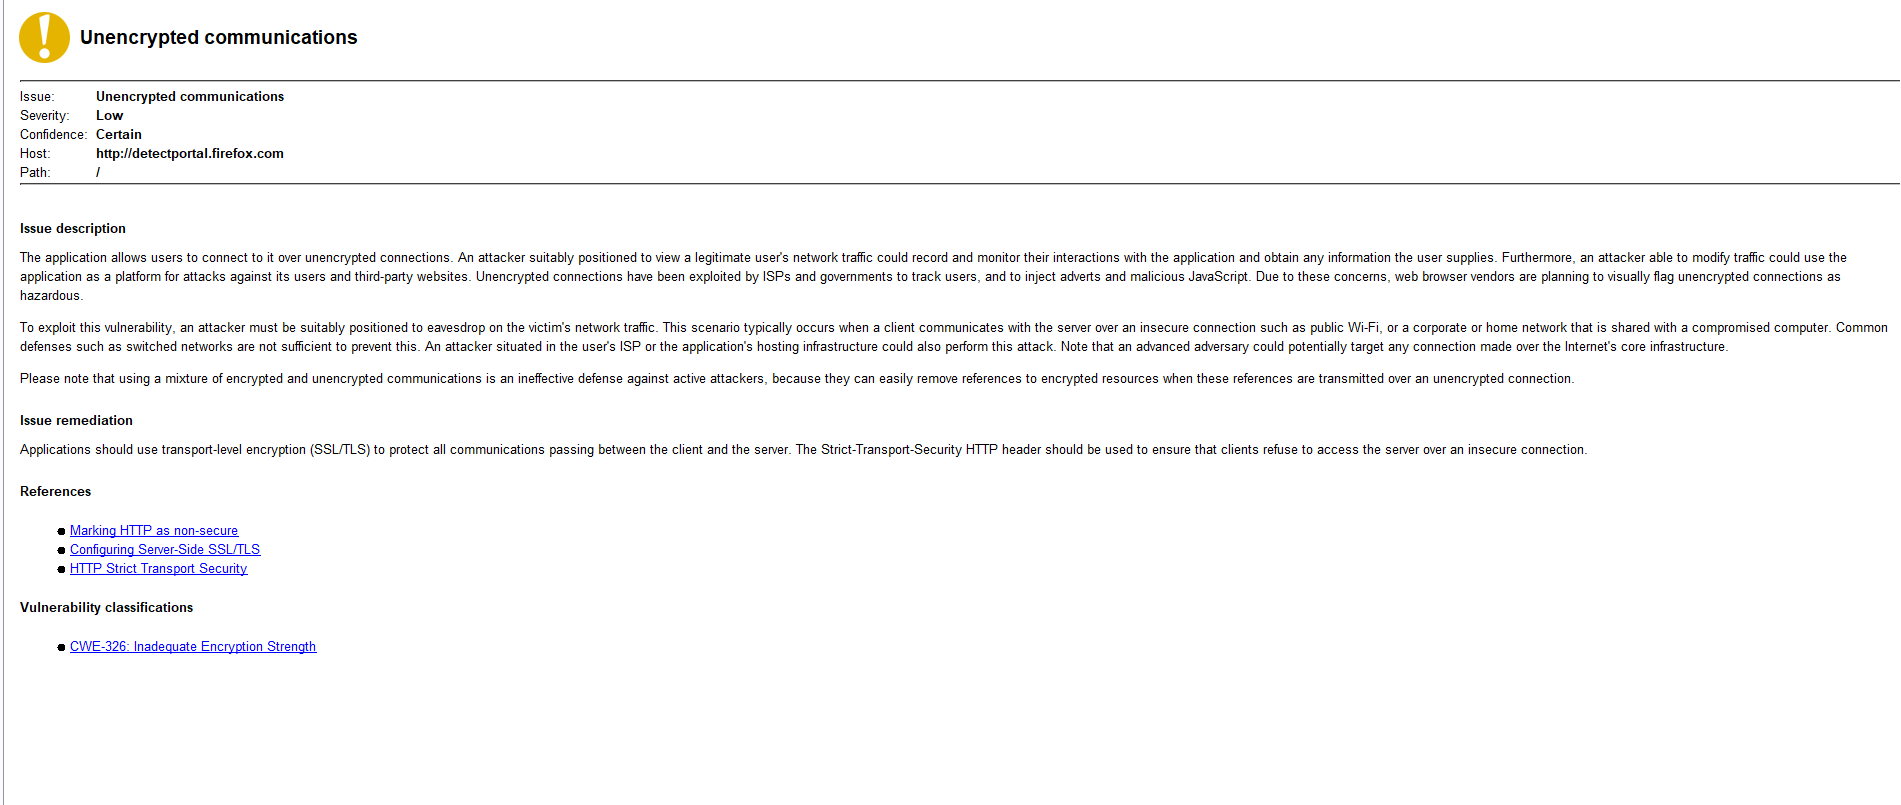 Unencrypted communications
Issue: Unencrypted communications
Severity: Low
Confidence: Certain
Host: http://detectportal.firefox.com
Path: /
Issue description
The application allows users to connect to it over unencrypted connections. An attacker suitably positioned to view a legitimate user's network traffic could record and monitor their interactions with the application and obtain any information the user supplies. Furthermore, an attacker able to modify traffic could use the
application as a platform for attacks against its users and third-party websites. Unencrypted connections have been exploited by ISPs and governments to track users, and to inject adverts and malicious JavaScript. Due to these concerns, web browser vendors are planning to visually flag unencrypted connections as
hazardous.
To exploit this vulnerability, an attacker must be suitably positioned to eavesdrop on the victim's network traffic. This scenario typically occurs when a client communicates with the server over an insecure connection such as public Wi-Fi, or a corporate or home network that is shared with a compromised computer. Common
defenses such as switched networks are not sufficient to prevent this. An attacker situated in the user's ISP or the application's hosting infrastructure could also perform this attack. Note that an advanced adversary could potentially target any connection made over the Internet's core infrastructure.
Please note that using a mixture of encrypted and unencrypted communications is an ineffective defense against active attackers, because they can easily remove references to encrypted resources when these references are transmitted over an unencrypted connection.
Issue remediation
Applications should use transport-level encryption (SSL/TLS) to protect all communications passing between the client and the server. The Strict-Transport-Security HTTP header should be used to ensure that clients refuse to access the server over an insecure connection.
References
Marking HTTP as non-secure
Configuring Server-Side SSL/TLS
HTTP Strict Transport Security
Vulnerability classifications
CWE-326: Inadequate Encryption Strength